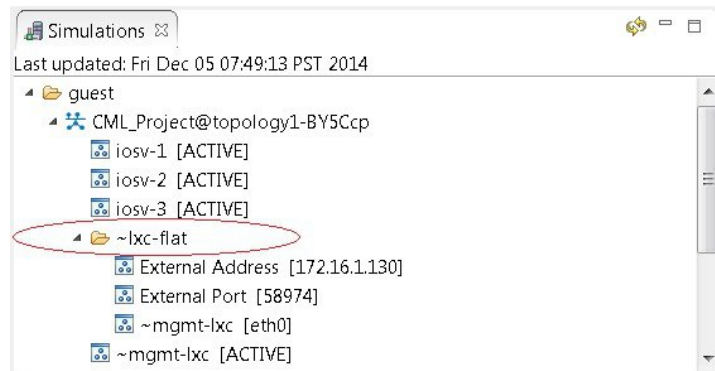 Simulations
Last updated: Fri Dec 05 07:49:13 PST 2014
guest
CML_Project@topology1-BY5Ccp
iosv-1 [ACTIVE]
iosv-2 [ACTIVE]
iosv-3 [ACTIVE]
~lxc-flat
External Address [172.16.1.130]
External Port [58974]
~mgmt-lxc [eth0]
~mgmt-lxc [ACTIVE]